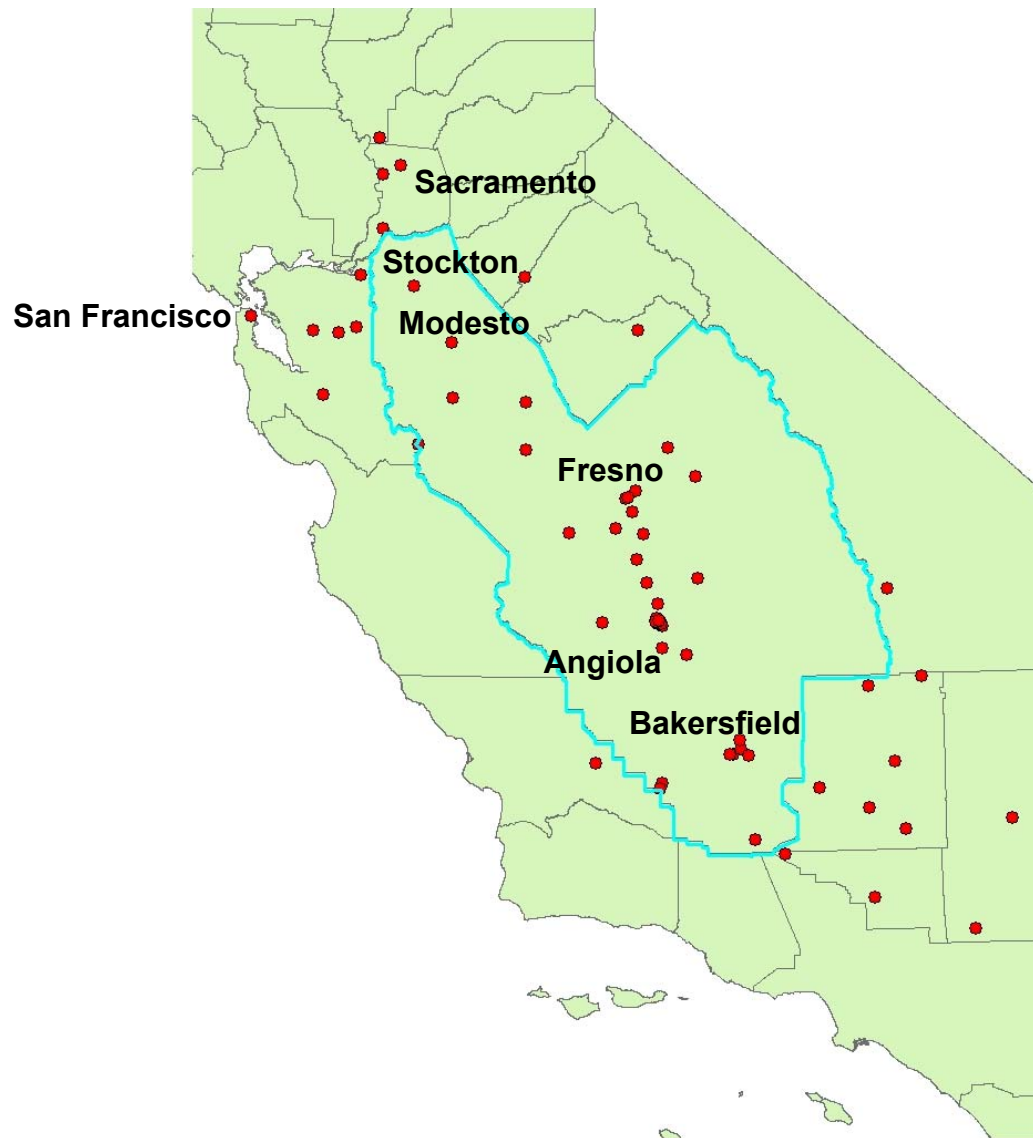 Sacramento
Stockton
San Francisco
Modesto
Fresno
Angiola
Bakersfield